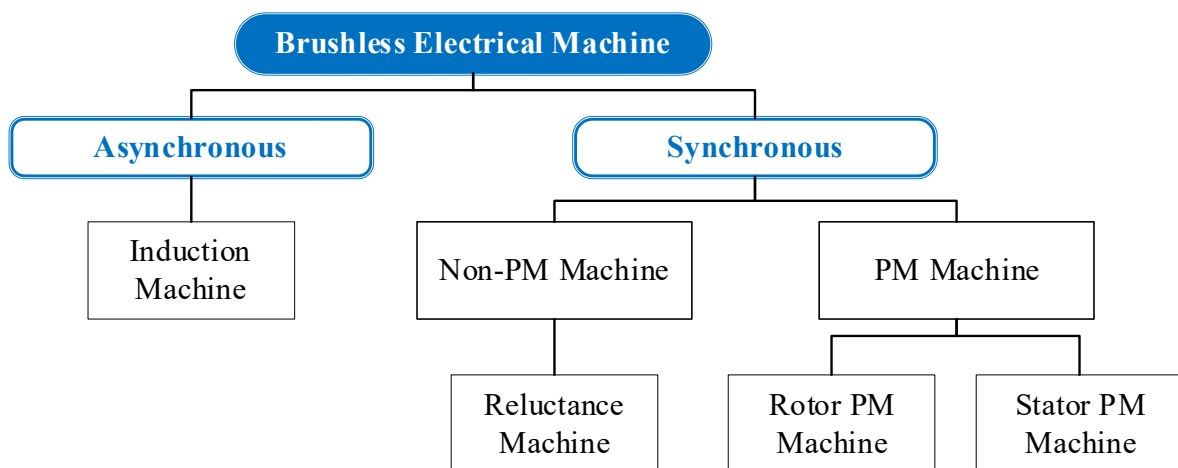 Brushless Electrical Machine
Asynchronous
Synchronous
Induction
Machine
Non-PM Machine
PM Machine
Reluctance
Machine
Rotor PM
Machine
Stator PM
Machine